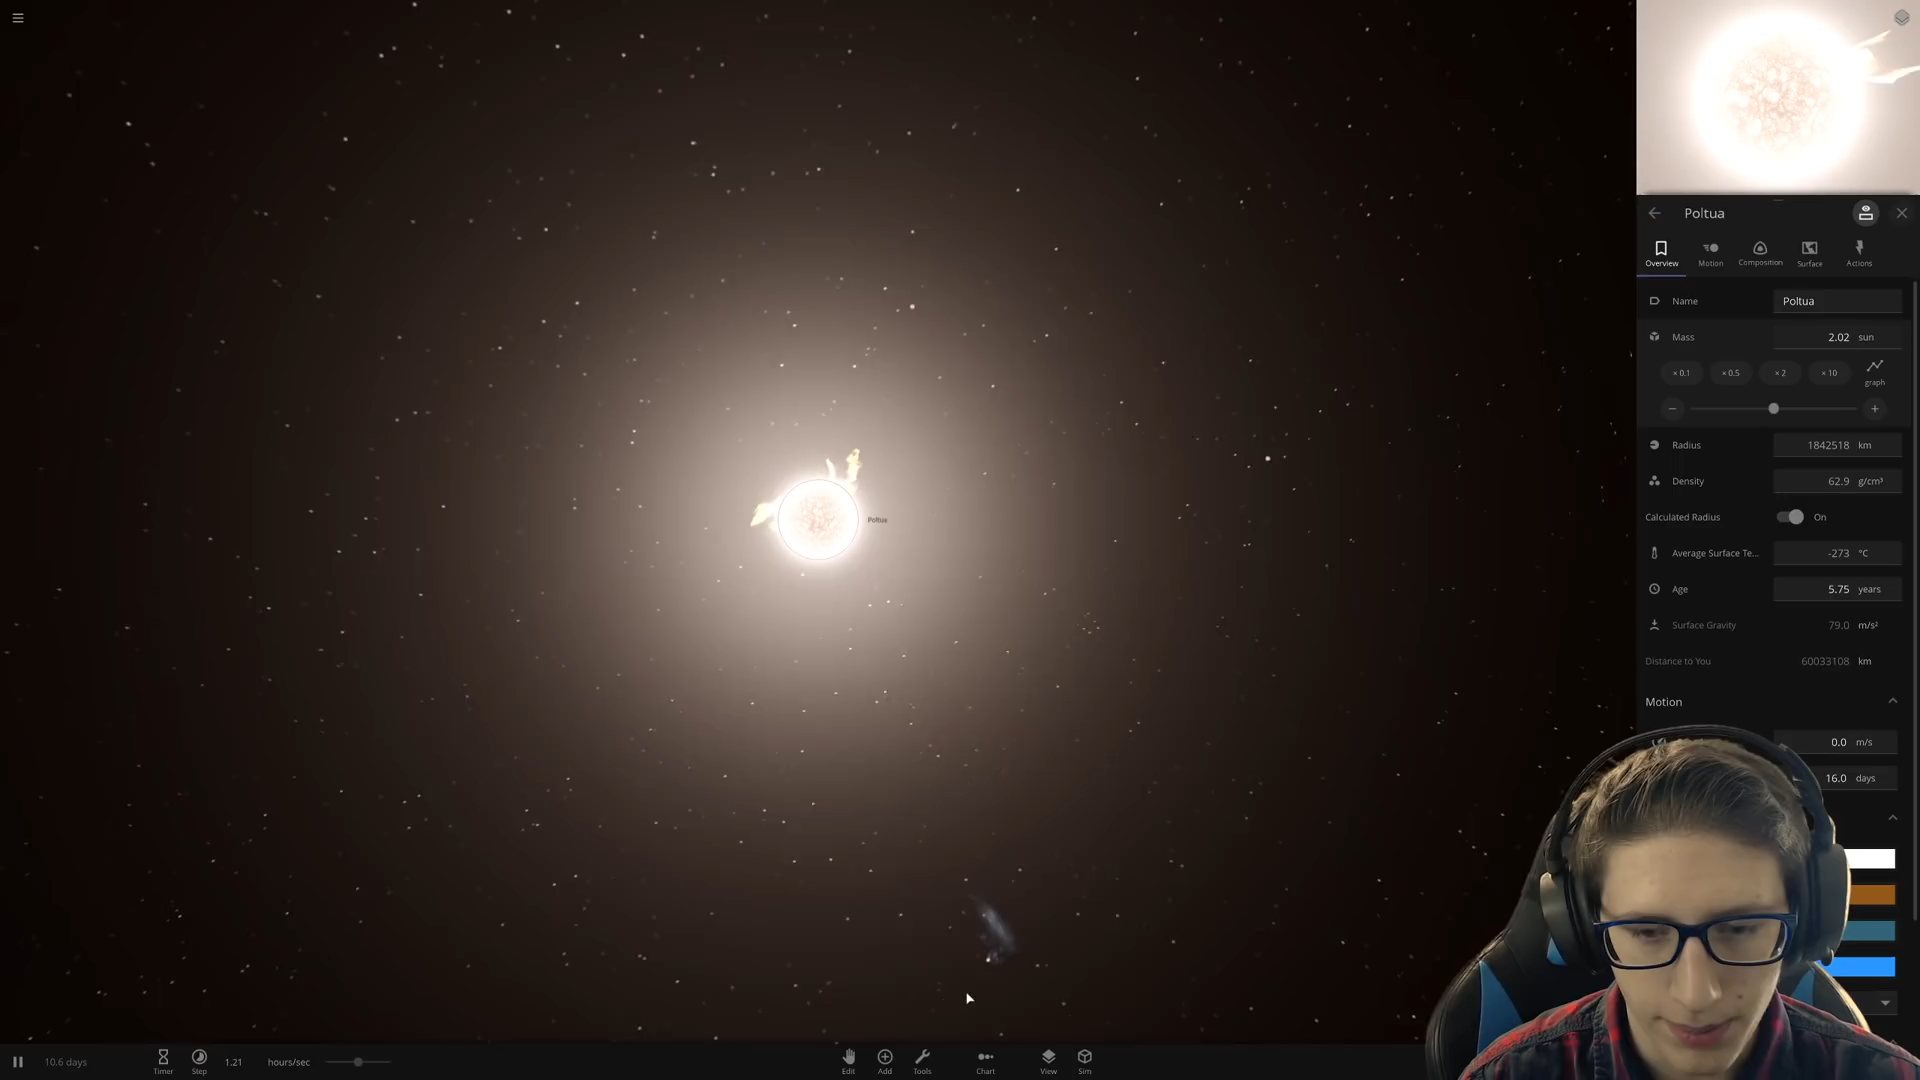 Poltua
Overview
Motion
Composition
Surface
Actions
Name
Poltua
Mass
2.02 sun
× 0.1
× 0.5
× 2
× 10
graph
Radius
1842518 km
Density
62.9 g/cm³
Calculated Radius
On
Average Surface Te...
-273 °C
Age
5.75 years
Surface Gravity
79.0 m/s²
Distance to You
60033108 km
Motion
0.0 m/s
16.0 days
Poltua
10.6 days
Timer
Step
1.21 hours/sec
Edit
Add
Tools
Chart
View
Sim